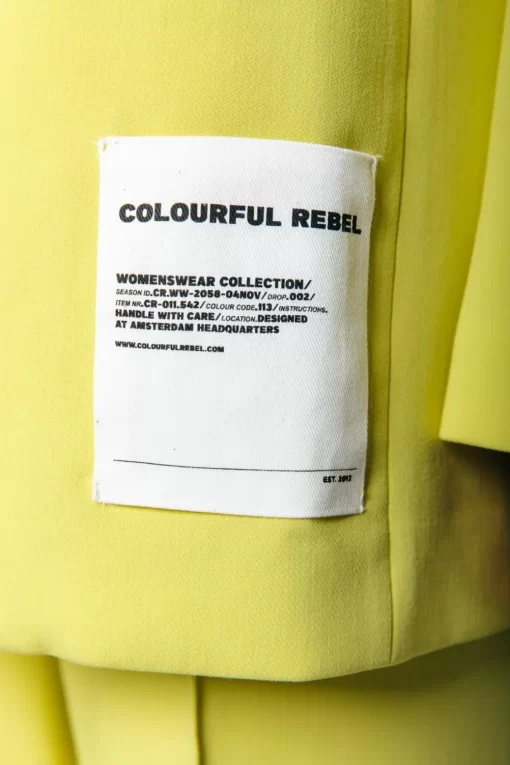 COLOURFUL REBEL
WOMENSWEAR COLLECTION/
SEASON ID.CR.WW-2058-04NOV/DROP.002/
ITEM NR.CR-011.542/COLOUR CODE.113/INSTRUCTIONS.
HANDLE WITH CARE/LOCATION.DESIGNED
AT AMSTERDAM HEADQUARTERS
WWW.COLOURFULREBEL.COM
EST. 2012